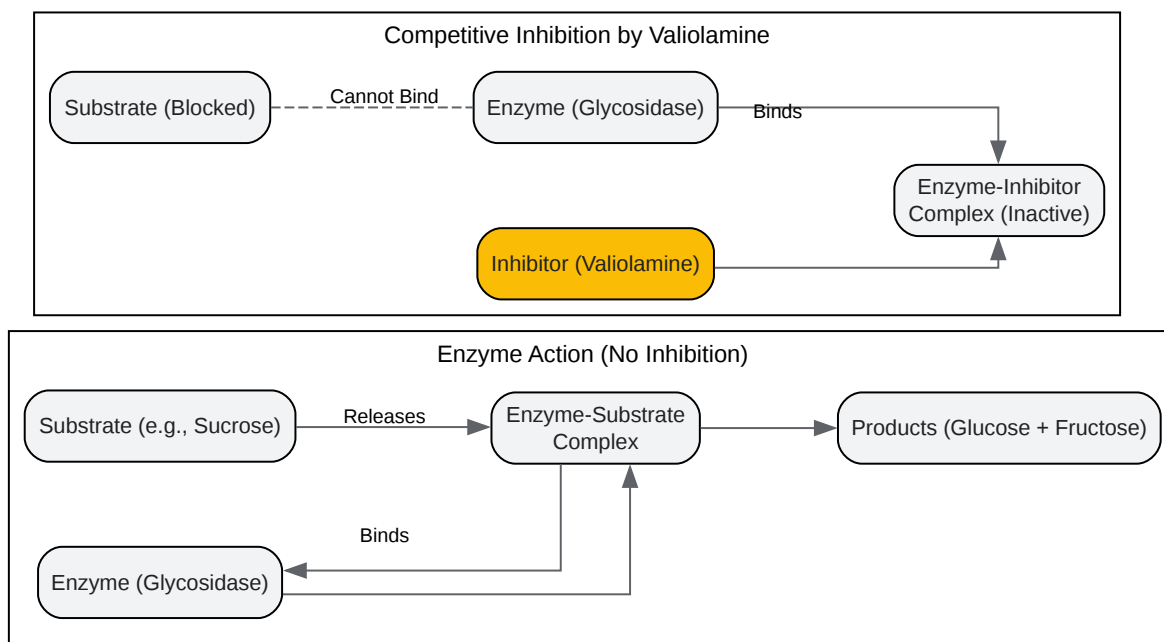 Competitive Inhibition by Valiolamine
Substrate (Blocked)
Cannot Bind
Enzyme (Glycosidase)
Binds
Enzyme-Inhibitor
Complex (Inactive)
Inhibitor (Valiolamine)
Enzyme Action (No Inhibition)
Substrate (e.g., Sucrose)
Releases
Enzyme-Substrate
Complex
Products (Glucose + Fructose)
Binds
Enzyme (Glycosidase)